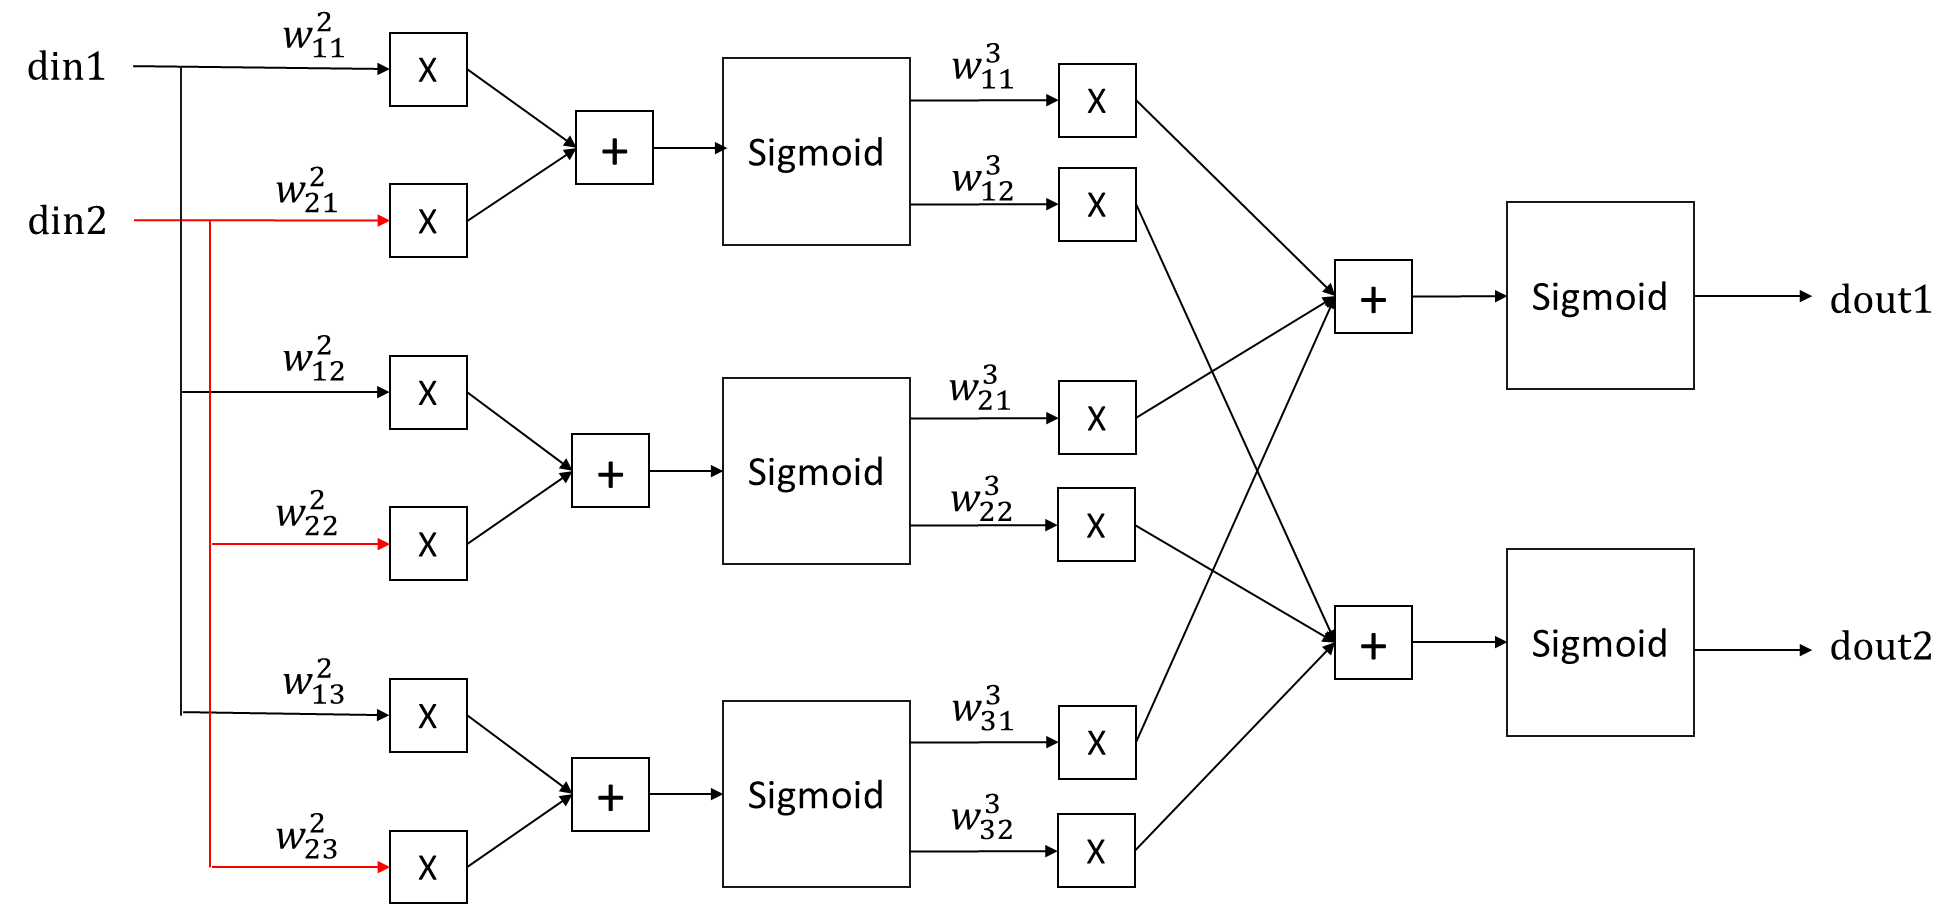 din1
w²₁₁
X
+
Sigmoid
w³₁₁
X
w³₁₂
X
din2
w²₂₁
X
+
Sigmoid
dout1
w²₁₂
X
+
Sigmoid
w³₂₁
X
w³₂₂
X
w²₂₂
X
+
Sigmoid
dout2
w²₁₃
X
+
Sigmoid
w³₃₁
X
w³₃₂
X
w²₂₃
X